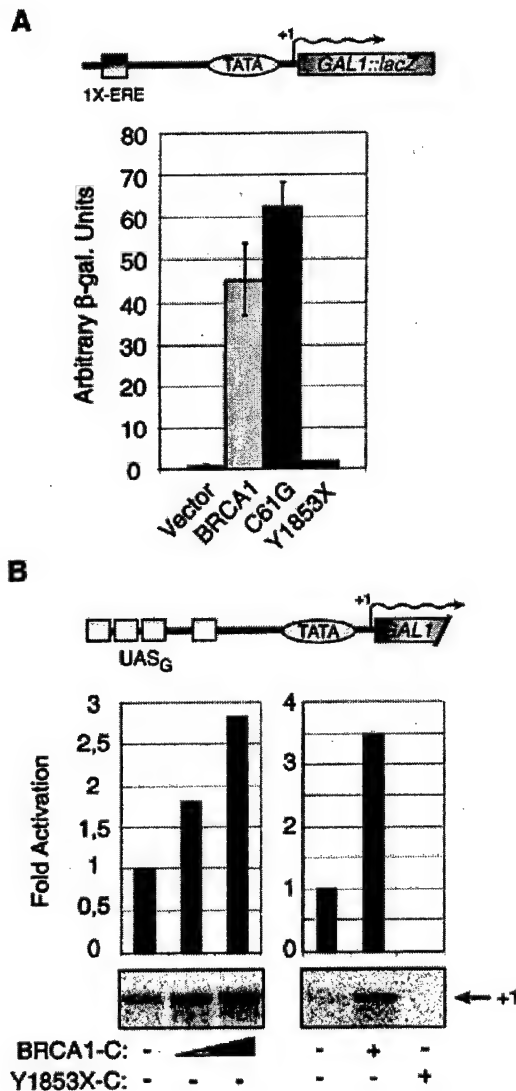 A
+1
TATA
GAL1::lacZ
1X-ERE
Arbitrary β-gal. Units
80
70
60
50
40
30
20
10
0
Vector
BRCA1
C61G
Y1853X
B
+1
TATA
GAL1
UASG
Fold Activation
3
2,5
2
1,5
1
0,5
0
4
3
2
1
0
+1
BRCA1-C: - - + -
Y1853X-C: - - - - - +